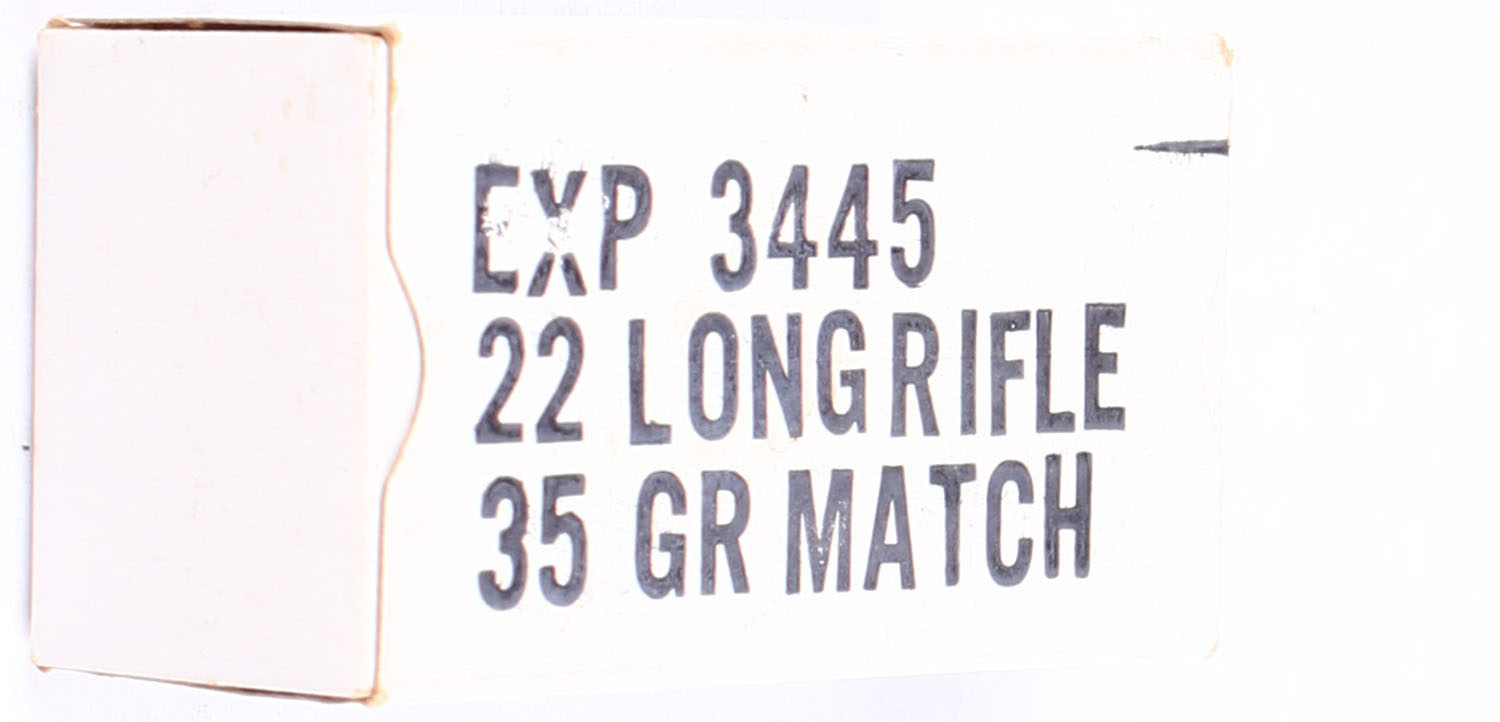 EXP 3445
22 LONG RIFLE
35 GR MATCH